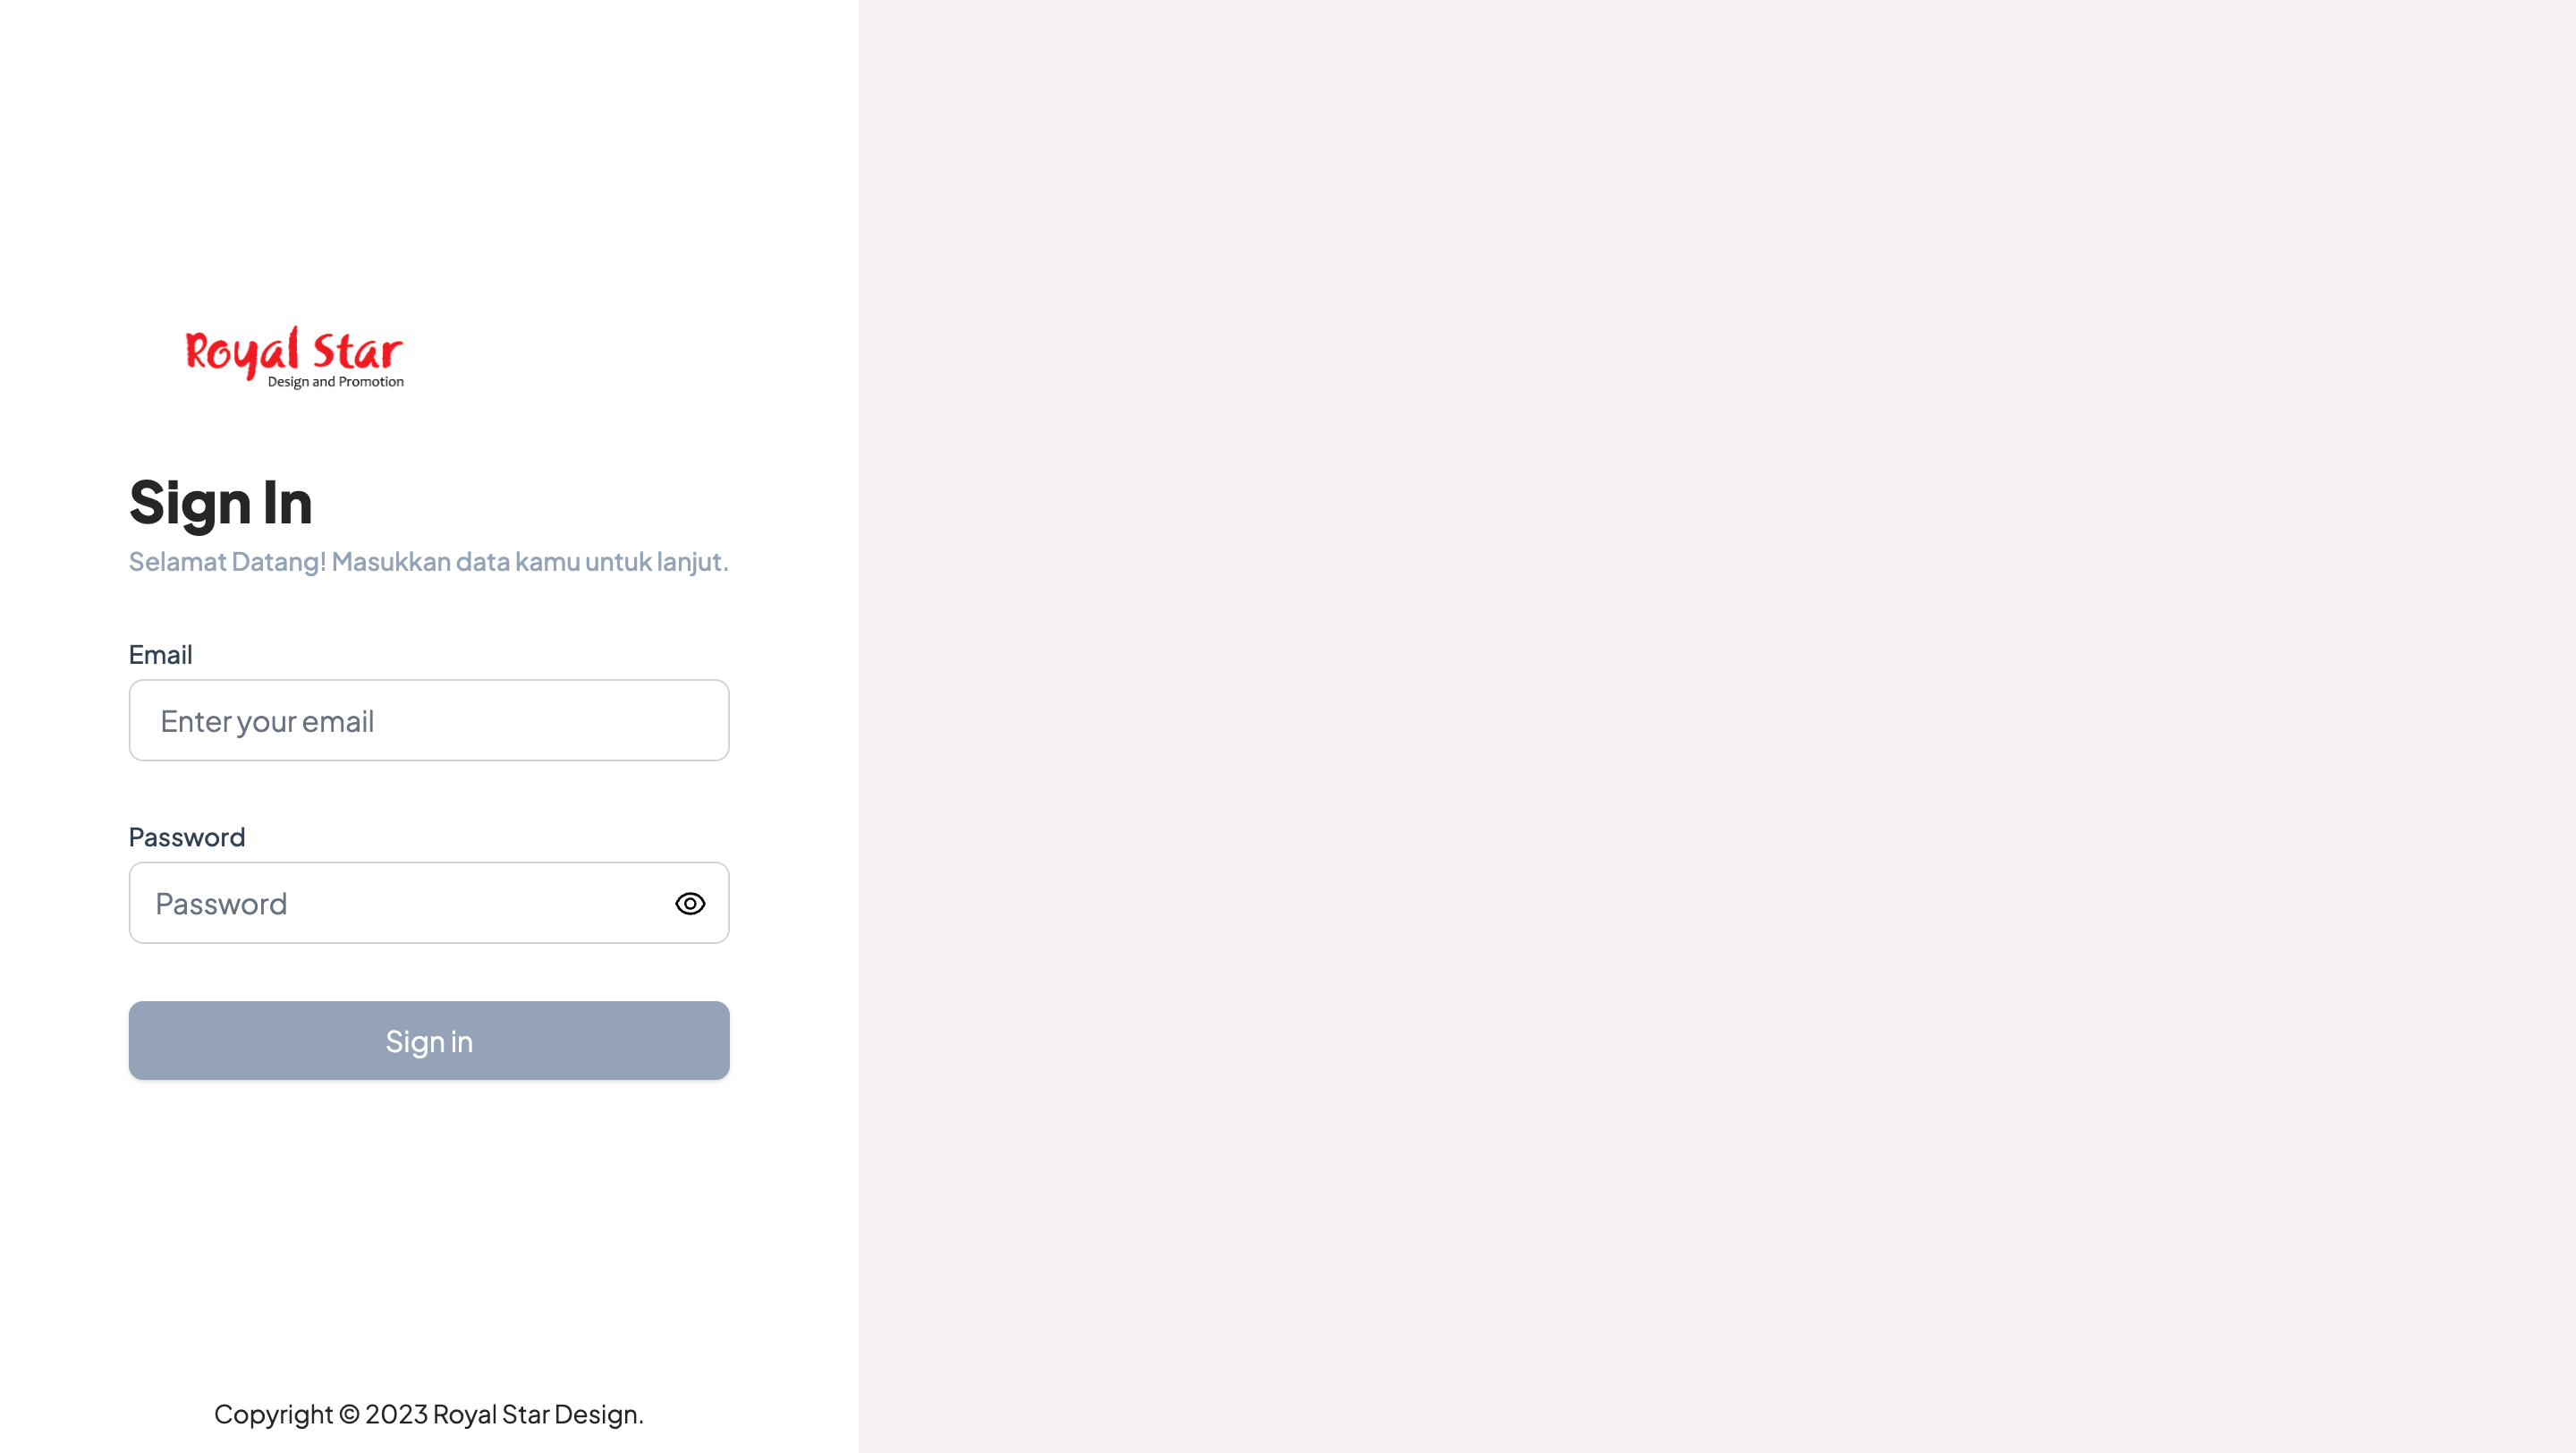 Royal Star
Design and Promotion
Sign In
Selamat Datang! Masukkan data kamu untuk lanjut.
Email
Enter your email
Password
Password
Sign in
Copyright © 2023 Royal Star Design.